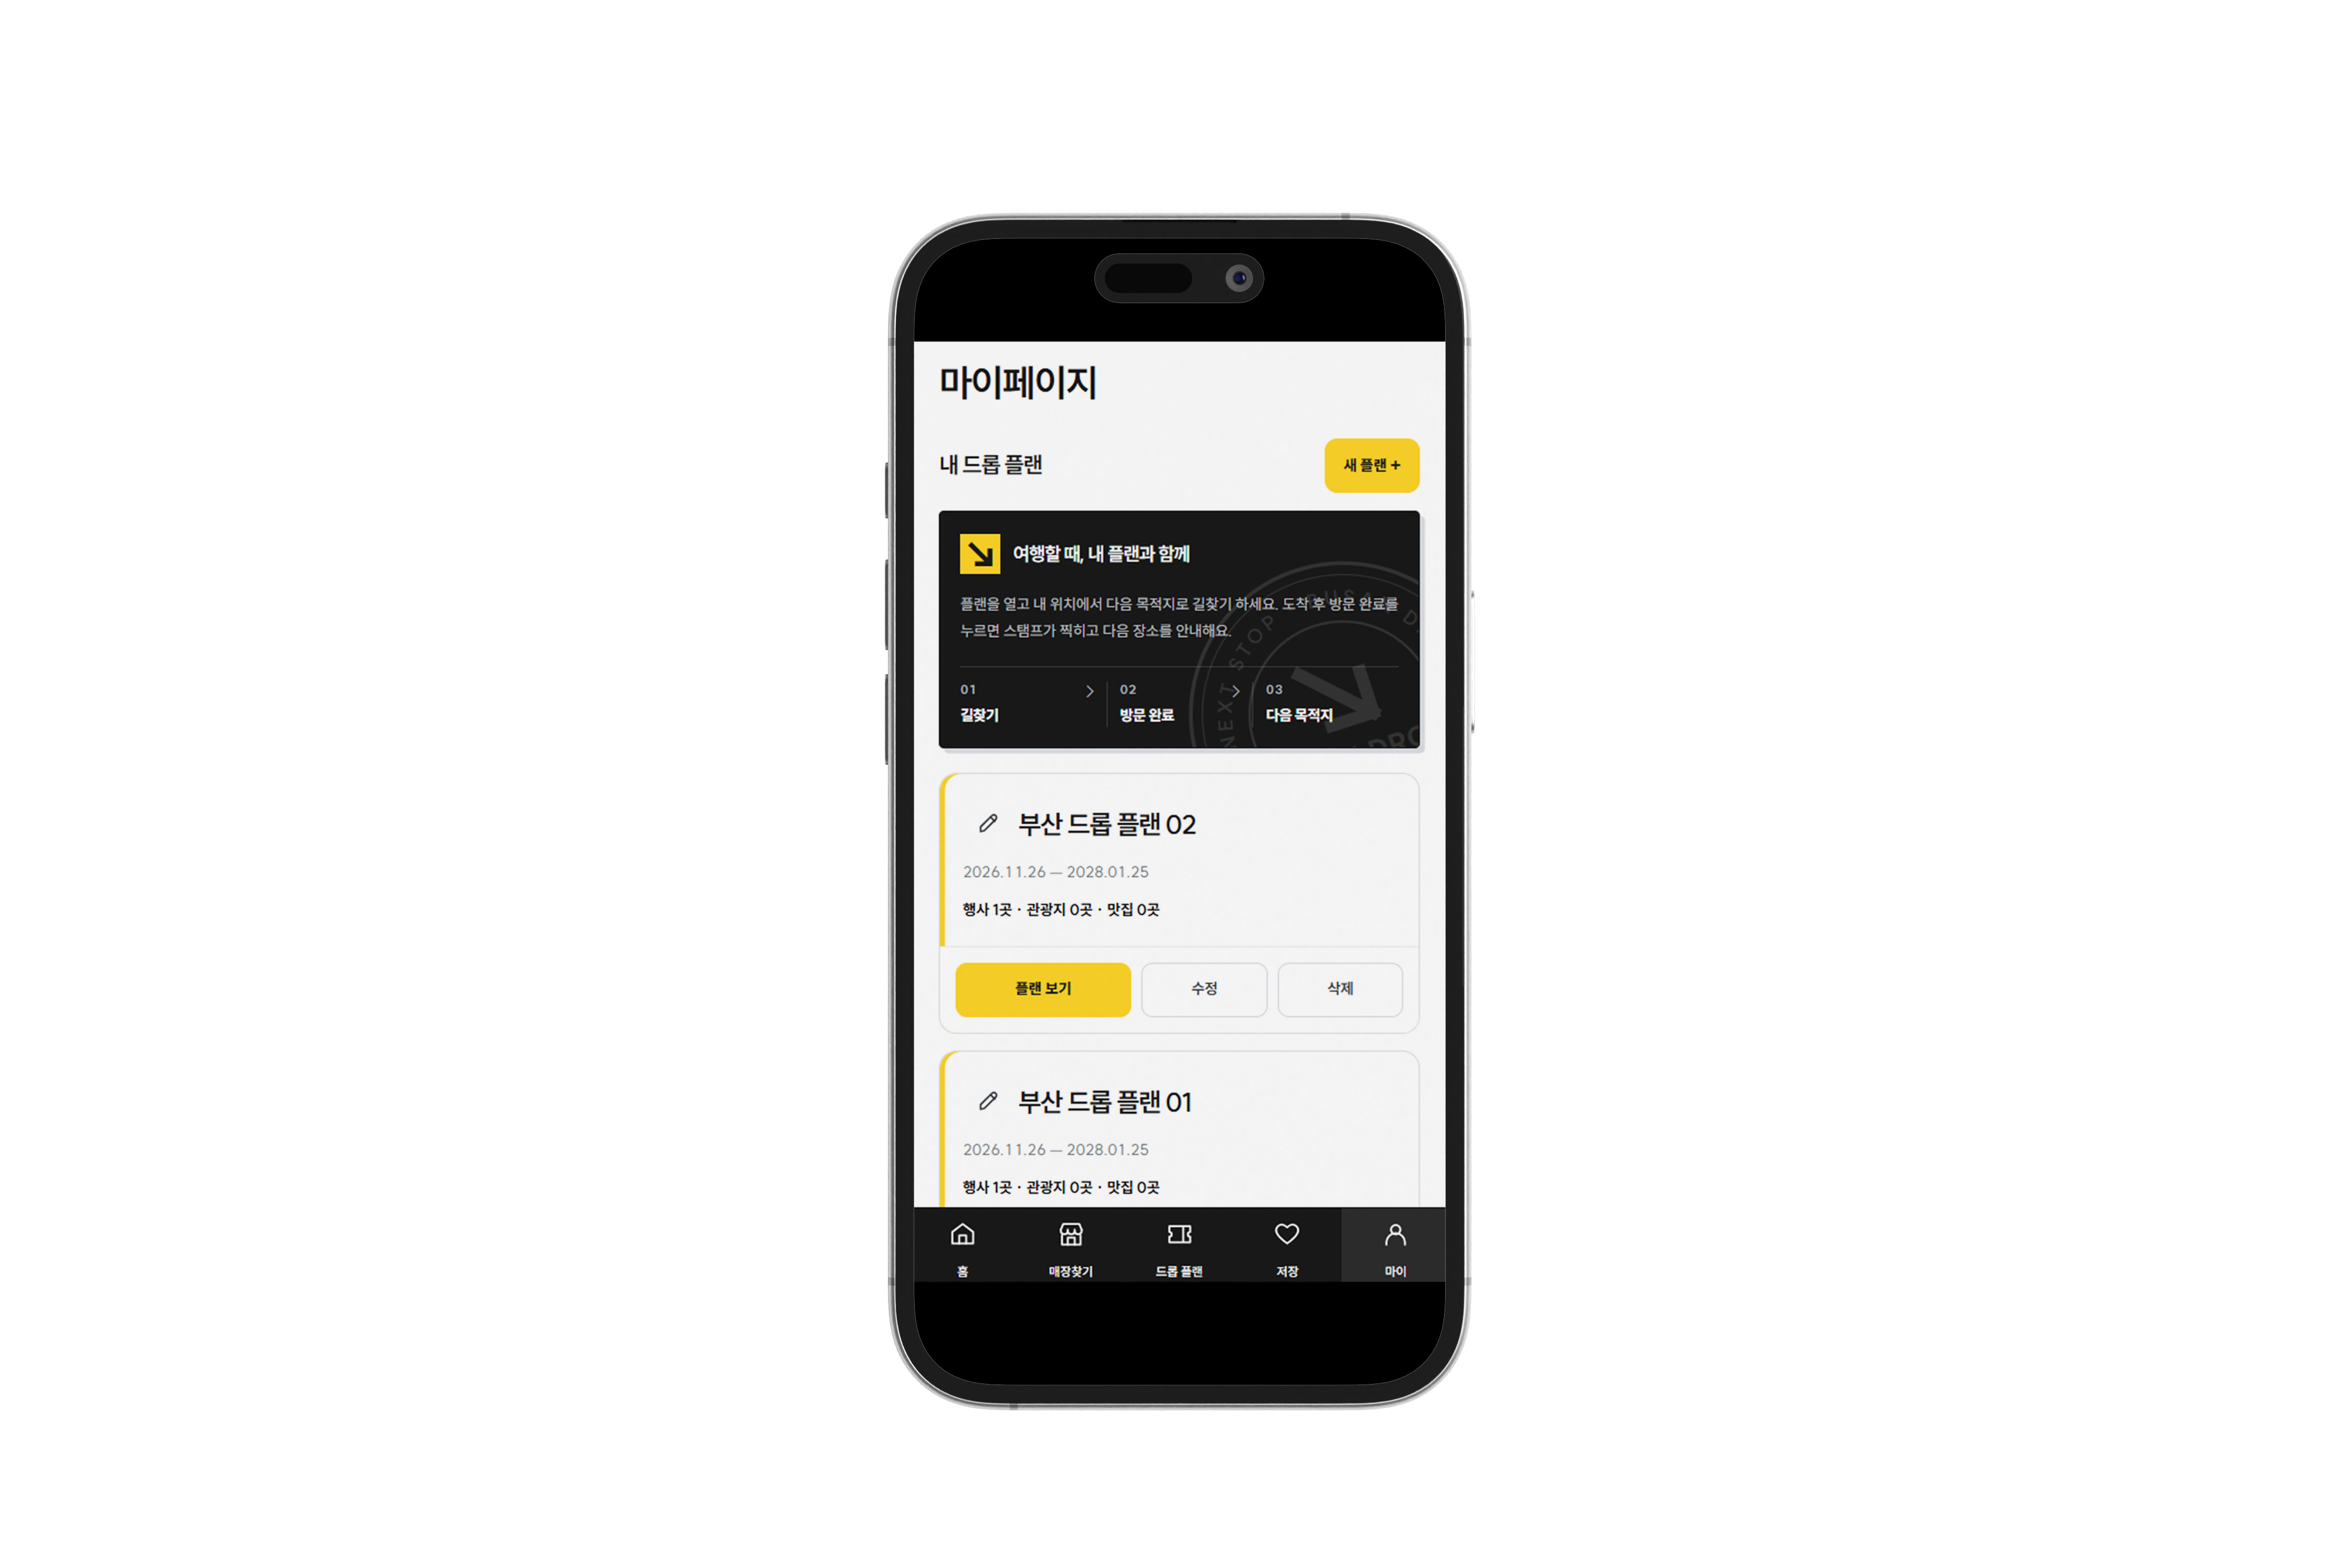 마이페이지
내 드롭 플랜
새 플랜 +
여행할 때, 내 플랜과 함께
플랜을 열고 내 위치에서 다음 목적지로 길찾기 하세요. 도착 후 방문 완료를
누르면 스탬프가 찍히고 다음 장소를 안내해요.
NEXT STOP
01
길찾기
02
방문 완료
03
다음 목적지
부산 드롭 플랜 02
2026.11.26 — 2028.01.25
행사 1곳 · 관광지 0곳 · 맛집 0곳
플랜 보기
수정
삭제
부산 드롭 플랜 01
2026.11.26 — 2028.01.25
행사 1곳 · 관광지 0곳 · 맛집 0곳
홈
매장찾기
드롭 플랜
저장
마이